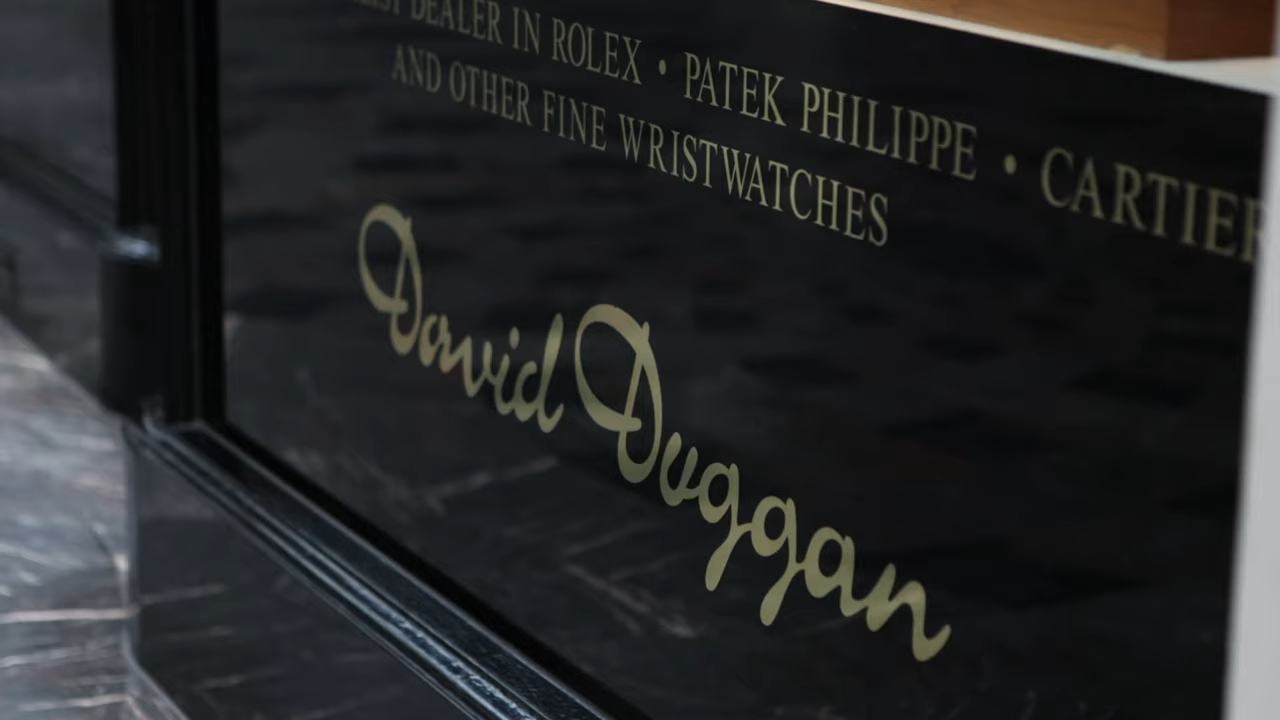 DEALER IN ROLEX • PATEK PHILIPPE • CARTIER
AND OTHER FINE WRISTWATCHES
David Duggan